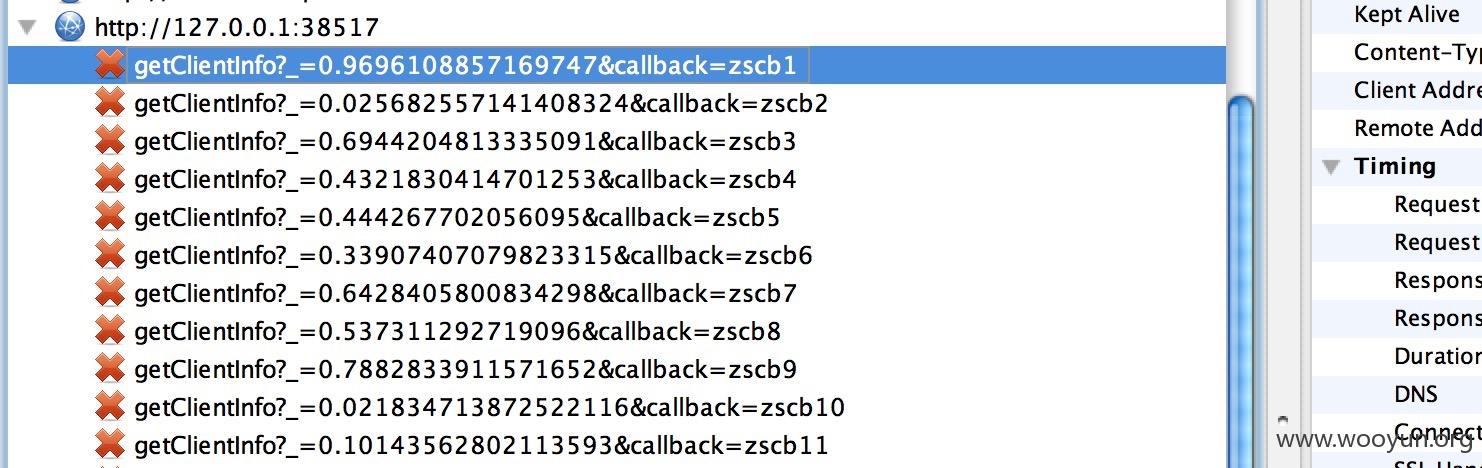 http://127.0.0.1:38517
getClientInfo?_=0.9696108857169747&callback=zscb1
getClientInfo?_=0.025682557141408324&callback=zscb2
getClientInfo?_=0.6944204813335091&callback=zscb3
getClientInfo?_=0.4321830414701253&callback=zscb4
getClientInfo?_=0.444267702056095&callback=zscb5
getClientInfo?_=0.33907407079823315&callback=zscb6
getClientInfo?_=0.6428405800834298&callback=zscb7
getClientInfo?_=0.537311292719096&callback=zscb8
getClientInfo?_=0.7882833911571652&callback=zscb9
getClientInfo?_=0.021834713872522116&callback=zscb10
getClientInfo?_=0.10143562802113593&callback=zscb11
Kept Alive
Content-Typ
Client Addre
Remote Add
Timing
Request
Request
Respons
Respons
Duration
DNS
Connect
www.wooyun.org